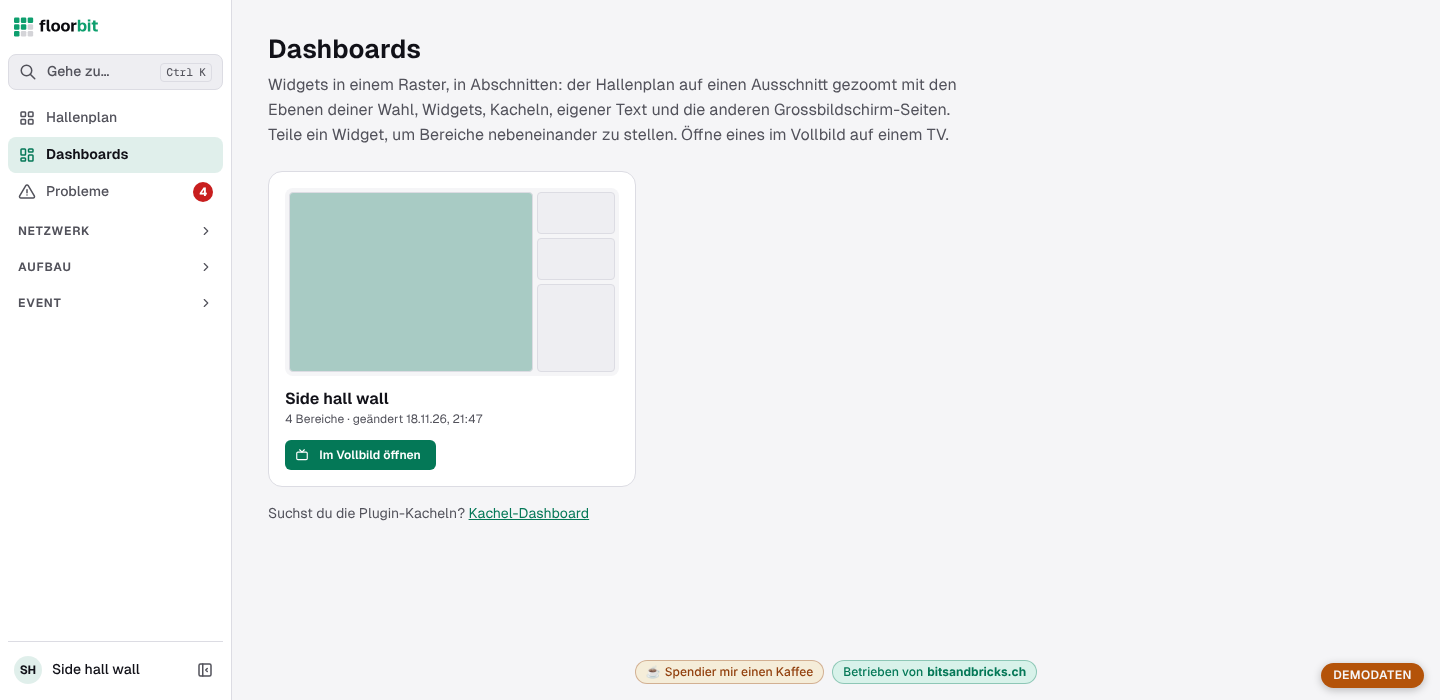 floorbit
Gehe zu...
Ctrl K
Hallenplan
Dashboards
Probleme
4
NETZWERK
AUFBAU
EVENT
SH
Side hall wall
Dashboards
Widgets in einem Raster, in Abschnitten: der Hallenplan auf einen Ausschnitt gezoomt mit den
Ebenen deiner Wahl, Widgets, Kacheln, eigener Text und die anderen Grossbildschirm-Seiten.
Teile ein Widget, um Bereiche nebeneinander zu stellen. Öffne eines im Vollbild auf einem TV.
Side hall wall
4 Bereiche · geändert 18.11.26, 21:47
Im Vollbild öffnen
Suchst du die Plugin-Kacheln? Kachel-Dashboard
☕ Spendier mir einen Kaffee
Betrieben von bitsandbricks.ch
DEMODATEN